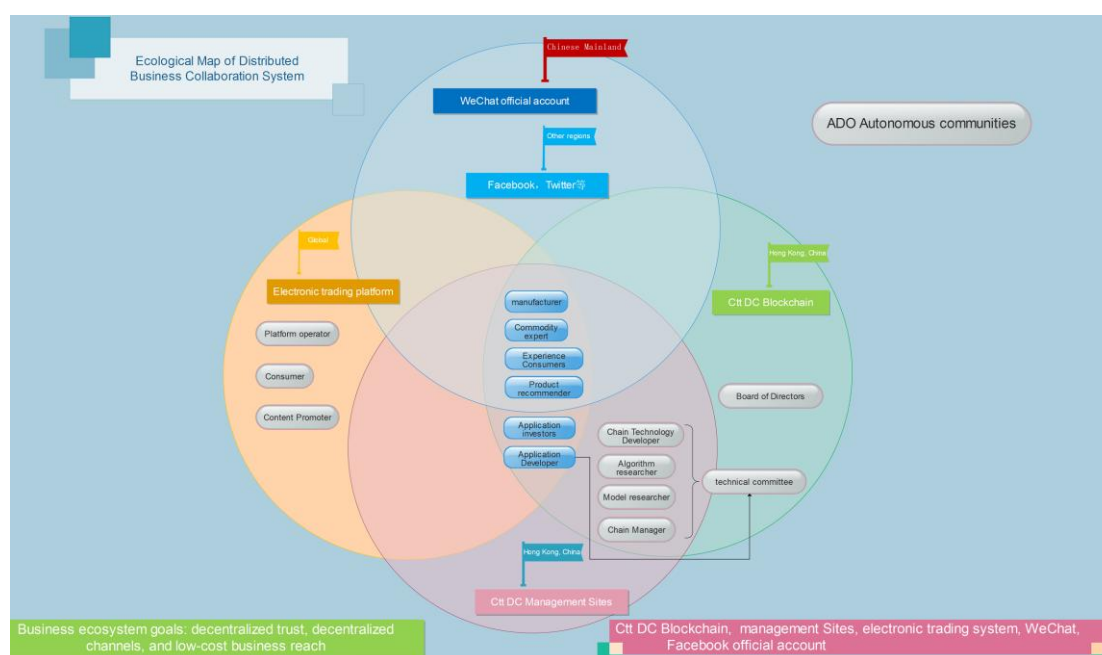 Ecological Map of Distributed
Business Collaboration System
Chinese Mainland
WeChat official account
ADO Autonomous communities
Other regions
Facebook，Twitter等
Global
Hong Kong, China
Electronic trading platform
Ctt DC Blockchain
manufacturer
Platform operator
Commodity
expert
Experience
Consumers
Consumer
Product
recommender
Board of Directors
Content Promoter
Application
investors
Chain Technology
Developer
Application
Developer
Algorithm
researcher
technical committee
Model researcher
Chain Manager
Hong Kong, China
Ctt DC Management Sites
Business ecosystem goals: decentralized trust, decentralized
channels, and low-cost business reach
Ctt DC Blockchain, management Sites, electronic trading system, WeChat,
Facebook official account